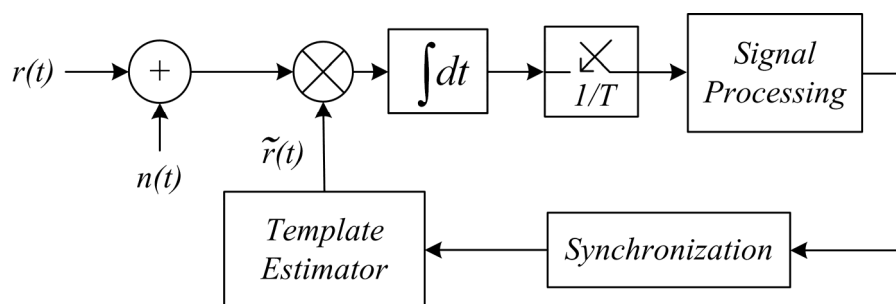 r(t)
+
n(t)
r̃(t)
∫dt
1/T
Signal
Processing
Template
Estimator
Synchronization